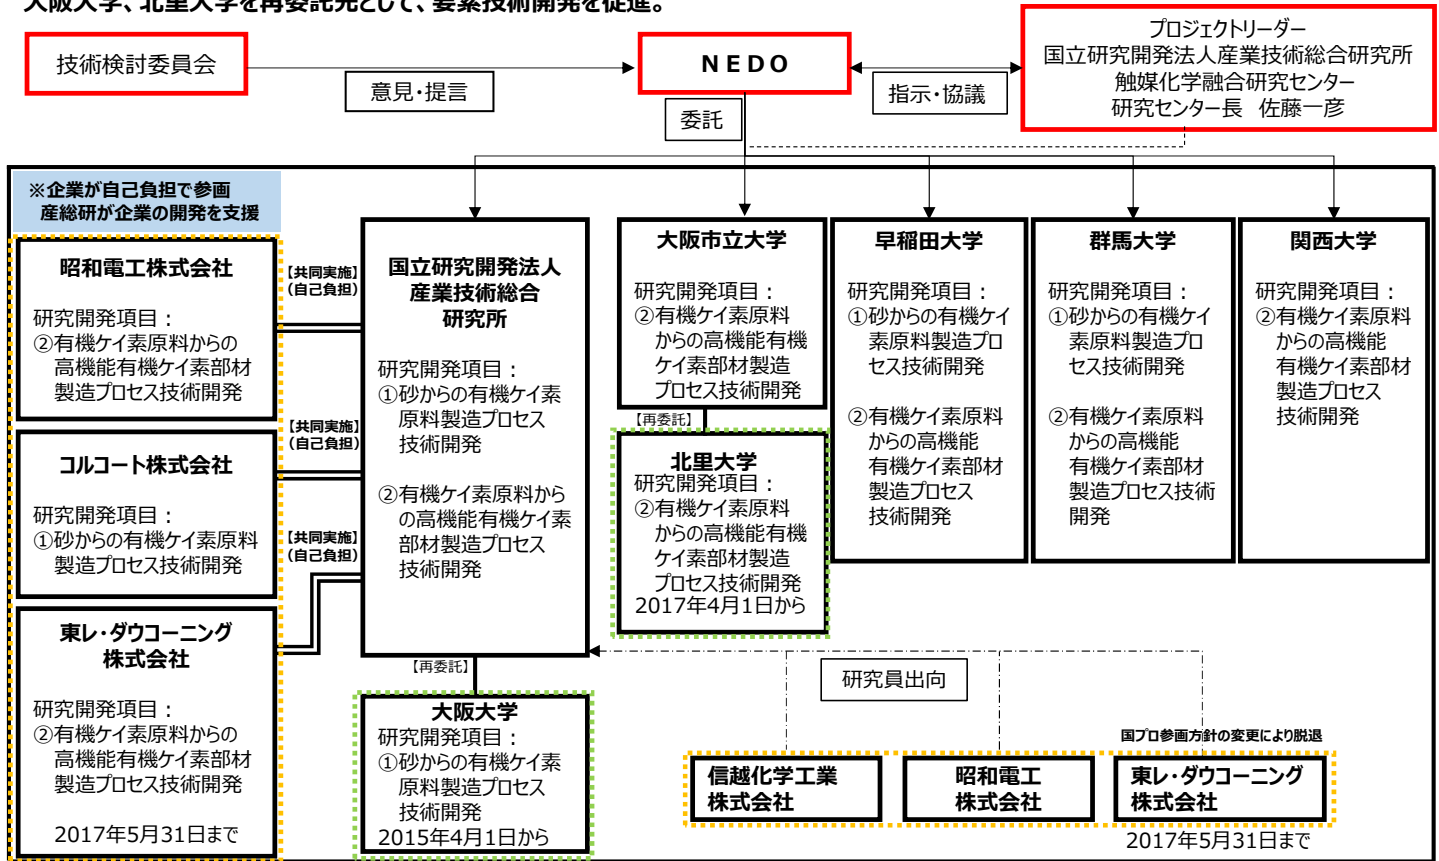 大阪大学、北里大学を再委託先として、要素技術開発を促進。
技術検討委員会
意見・提言
NEDO
委託
指示・協議
プロジェクトリーダー
国立研究開発法人産業技術総合研究所
触媒化学融合研究センター
研究センター長 佐藤一彦
※企業が自己負担で参画
産総研が企業の開発を支援
昭和電工株式会社
研究開発項目：
②有機ケイ素原料からの
高機能有機ケイ素部材
製造プロセス技術開発
【共同実施】
（自己負担）
コルコート株式会社
研究開発項目：
①砂からの有機ケイ素原料
製造プロセス技術開発
【共同実施】
（自己負担）
東レ・ダウコーニング
株式会社
研究開発項目：
②有機ケイ素原料からの
高機能有機ケイ素部材
製造プロセス技術開発
2017年5月31日まで
【共同実施】
（自己負担）
国立研究開発法人
産業技術総合
研究所
研究開発項目：
①砂からの有機ケイ素
原料製造プロセス
技術開発
②有機ケイ素原料から
の高機能有機ケイ素
部材製造プロセス
技術開発
【再委託】
大阪大学
研究開発項目：
①砂からの有機ケイ素
原料製造プロセス
技術開発
2015年4月1日から
大阪市立大学
研究開発項目：
②有機ケイ素原料
からの高機能有機
ケイ素部材製造
プロセス技術開発
【再委託】
北里大学
研究開発項目：
②有機ケイ素原料
からの高機能有機
ケイ素部材製造
プロセス技術開発
2017年4月1日から
早稲田大学
研究開発項目：
①砂からの有機ケイ
素原料製造プロ
セス技術開発
②有機ケイ素原料
からの高機能
有機ケイ素部材
製造プロセス
技術開発
群馬大学
研究開発項目：
①砂からの有機ケイ
素原料製造プロ
セス技術開発
②有機ケイ素原料
からの高機能
有機ケイ素部材
製造プロセス技術
開発
関西大学
研究開発項目：
②有機ケイ素原料
からの高機能
有機ケイ素部材
製造プロセス
技術開発
研究員出向
国プロ参画方針の変更により脱退
信越化学工業
株式会社
昭和電工
株式会社
東レ・ダウコーニング
株式会社
2017年5月31日まで